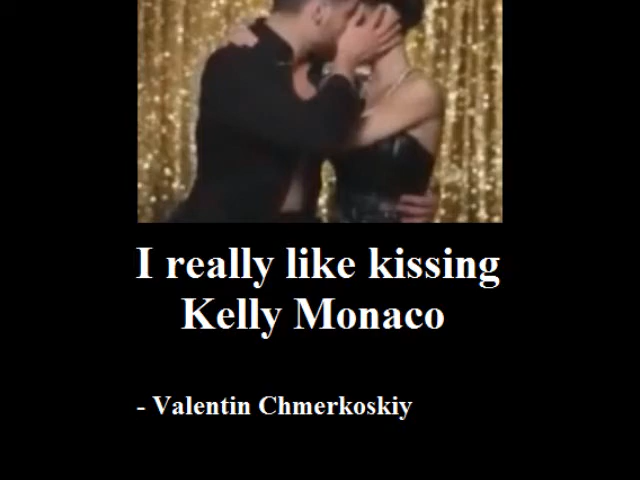 I really like kissing
Kelly Monaco
- Valentin Chmerkoskiy